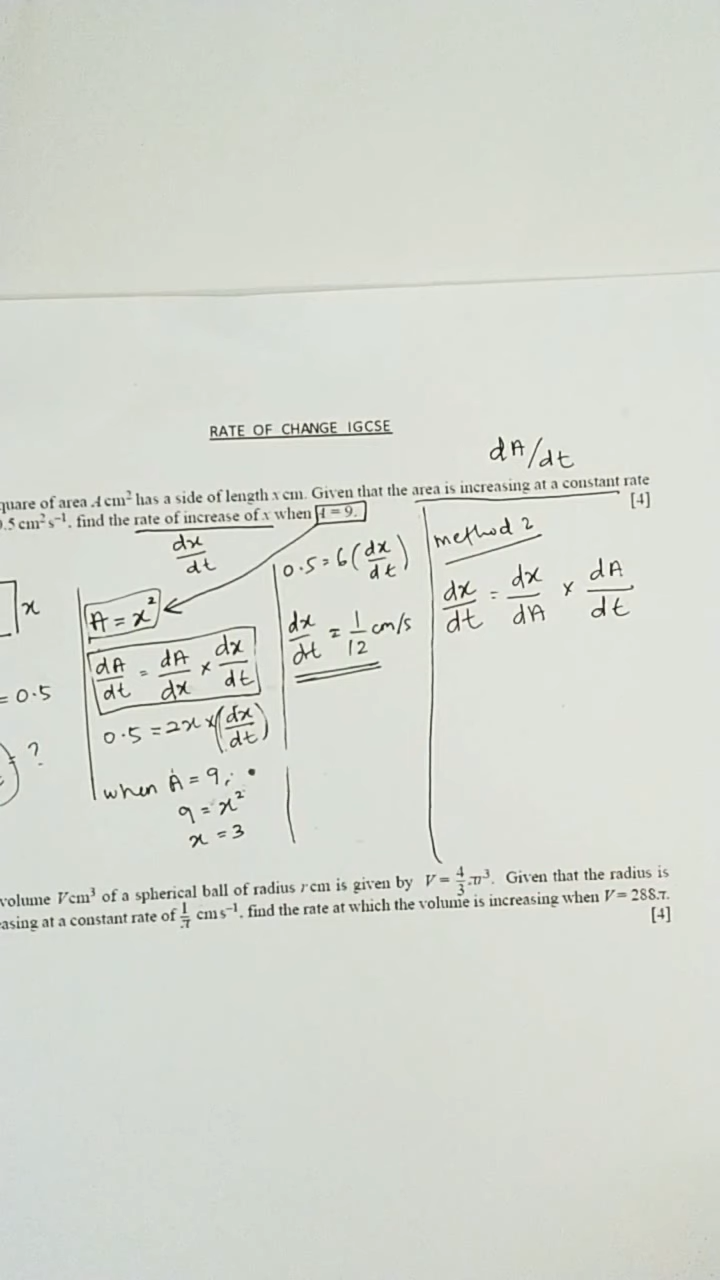 RATE OF CHANGE IGCSE
dA/dt
quare of area A cm² has a side of length x cm. Given that the area is increasing at a constant rate
0.5 cm² s⁻¹, find the rate of increase of x when A = 9.
[4]
dx/dt
x
= 0.5
?
A = x²
dA/dt = dA/dx × dx/dt
0.5 = 2x × (dx/dt)
when A = 9,
9 = x²
x = 3
0.5 = 6 (dx/dt)
dx/dt = 1/12 cm/s
method 2
dx/dt = dx/dA × dA/dt
volume V cm³ of a spherical ball of radius r cm is given by V = 4/3 πr³. Given that the radius is
asing at a constant rate of 1/π cm s⁻¹, find the rate at which the volume is increasing when V = 288π.
[4]